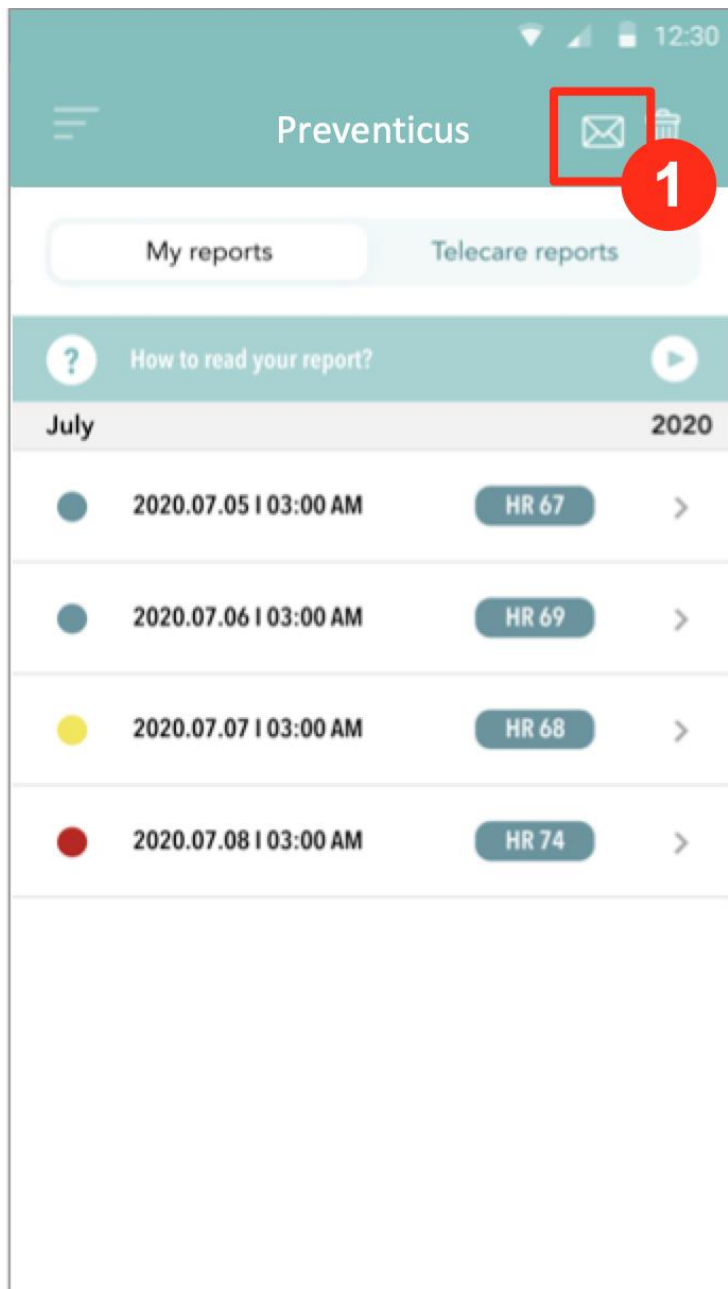 12:30
Preventicus
1
My reports Telecare reports
? How to read your report?
July 2020
2020.07.05 I 03:00 AM HR 67
2020.07.06 I 03:00 AM HR 69
2020.07.07 I 03:00 AM HR 68
2020.07.08 I 03:00 AM HR 74